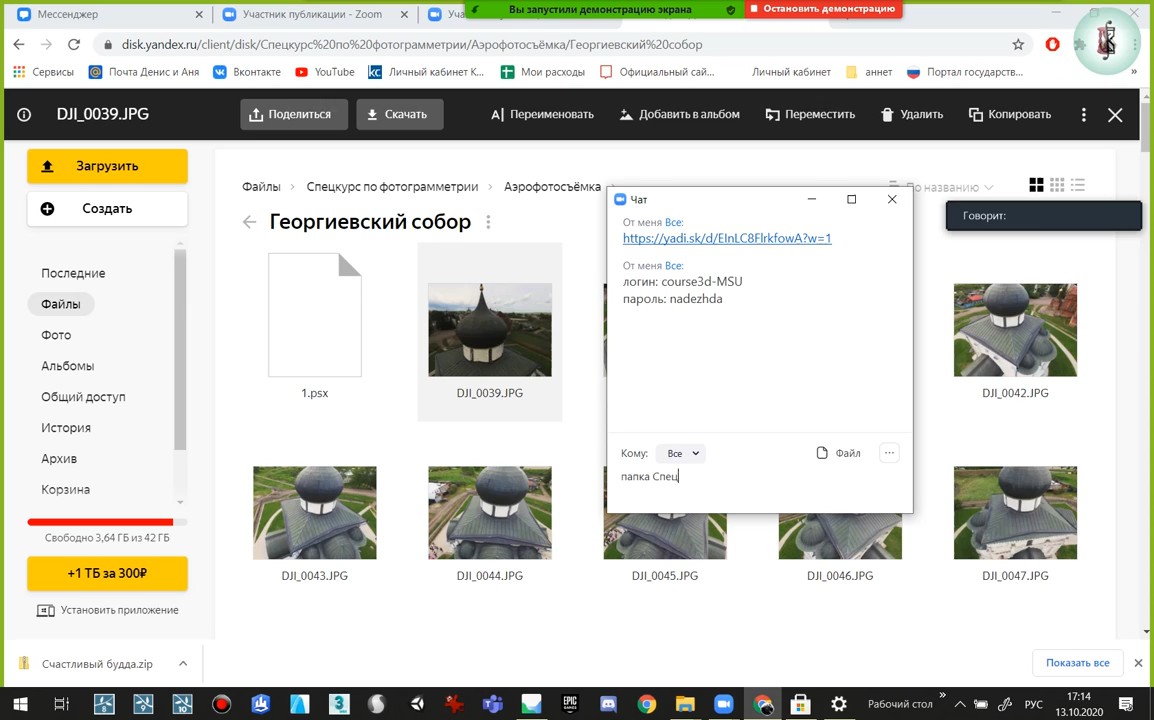 Вы запустили демонстрацию экрана
Остановить демонстрацию
Мессенджер
Участник публикации - Zoom
disk.yandex.ru/client/disk/Спецкурс%20по%20фотограмметрии/Аэрофотосъёмка/Георгиевский%20собор
Сервисы
Почта Денис и Аня
Вконтакте
YouTube
Личный кабинет К...
Мои расходы
Официальный сай...
Личный кабинет
аннет
Портал государств...
»
DJI_0039.JPG
Поделиться
Скачать
Переименовать
Добавить в альбом
Переместить
Удалить
Копировать
Загрузить
Создать
Последние
Файлы
Фото
Альбомы
Общий доступ
История
Архив
Корзина
Свободно 3,64 ГБ из 42 ГБ
+1 ТБ за 300₽
Установить приложение
Файлы › Спецкурс по фотограмметрии › Аэрофотосъёмка ›
По названию
Георгиевский собор
Говорит:
1.psx
DJI_0039.JPG
DJI_0042.JPG
DJI_0043.JPG
DJI_0044.JPG
DJI_0045.JPG
DJI_0046.JPG
DJI_0047.JPG
Чат
От меня Все:
https://yadi.sk/d/EInLC8FlrkfowA?w=1
От меня Все:
логин: course3d-MSU
пароль: nadezhda
Кому: Все
Файл
папка Спец
Счастливый будда.zip
Показать все
Рабочий стол
»
РУС
17:14
13.10.2020